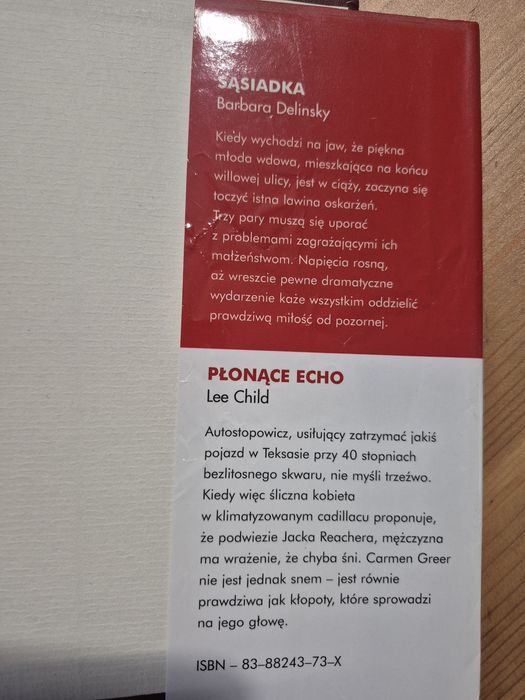 SĄSIADKA
Barbara Delinsky
Kiedy wychodzi na jaw, że piękna
młoda wdowa, mieszkająca na końcu
willowej ulicy, jest w ciąży, zaczyna się
toczyć istna lawina oskarżeń.
Trzy pary muszą się uporać
z problemami zagrażającymi ich
małżeństwom. Napięcia rosną,
aż wreszcie pewne dramatyczne
wydarzenie każe wszystkim oddzielić
prawdziwą miłość od pozornej.
PŁONĄCE ECHO
Lee Child
Autostopowicz, usiłujący zatrzymać jakiś
pojazd w Teksasie przy 40 stopniach
bezlitosnego skwaru, nie myśli trzeźwo.
Kiedy więc śliczna kobieta
w klimatyzowanym cadillacu proponuje,
że podwiezie Jacka Reachera, mężczyzna
ma wrażenie, że chyba śni. Carmen Greer
nie jest jednak snem – jest równie
prawdziwa jak kłopoty, które sprowadzi
na jego głowę.
ISBN – 83–88243–73–X